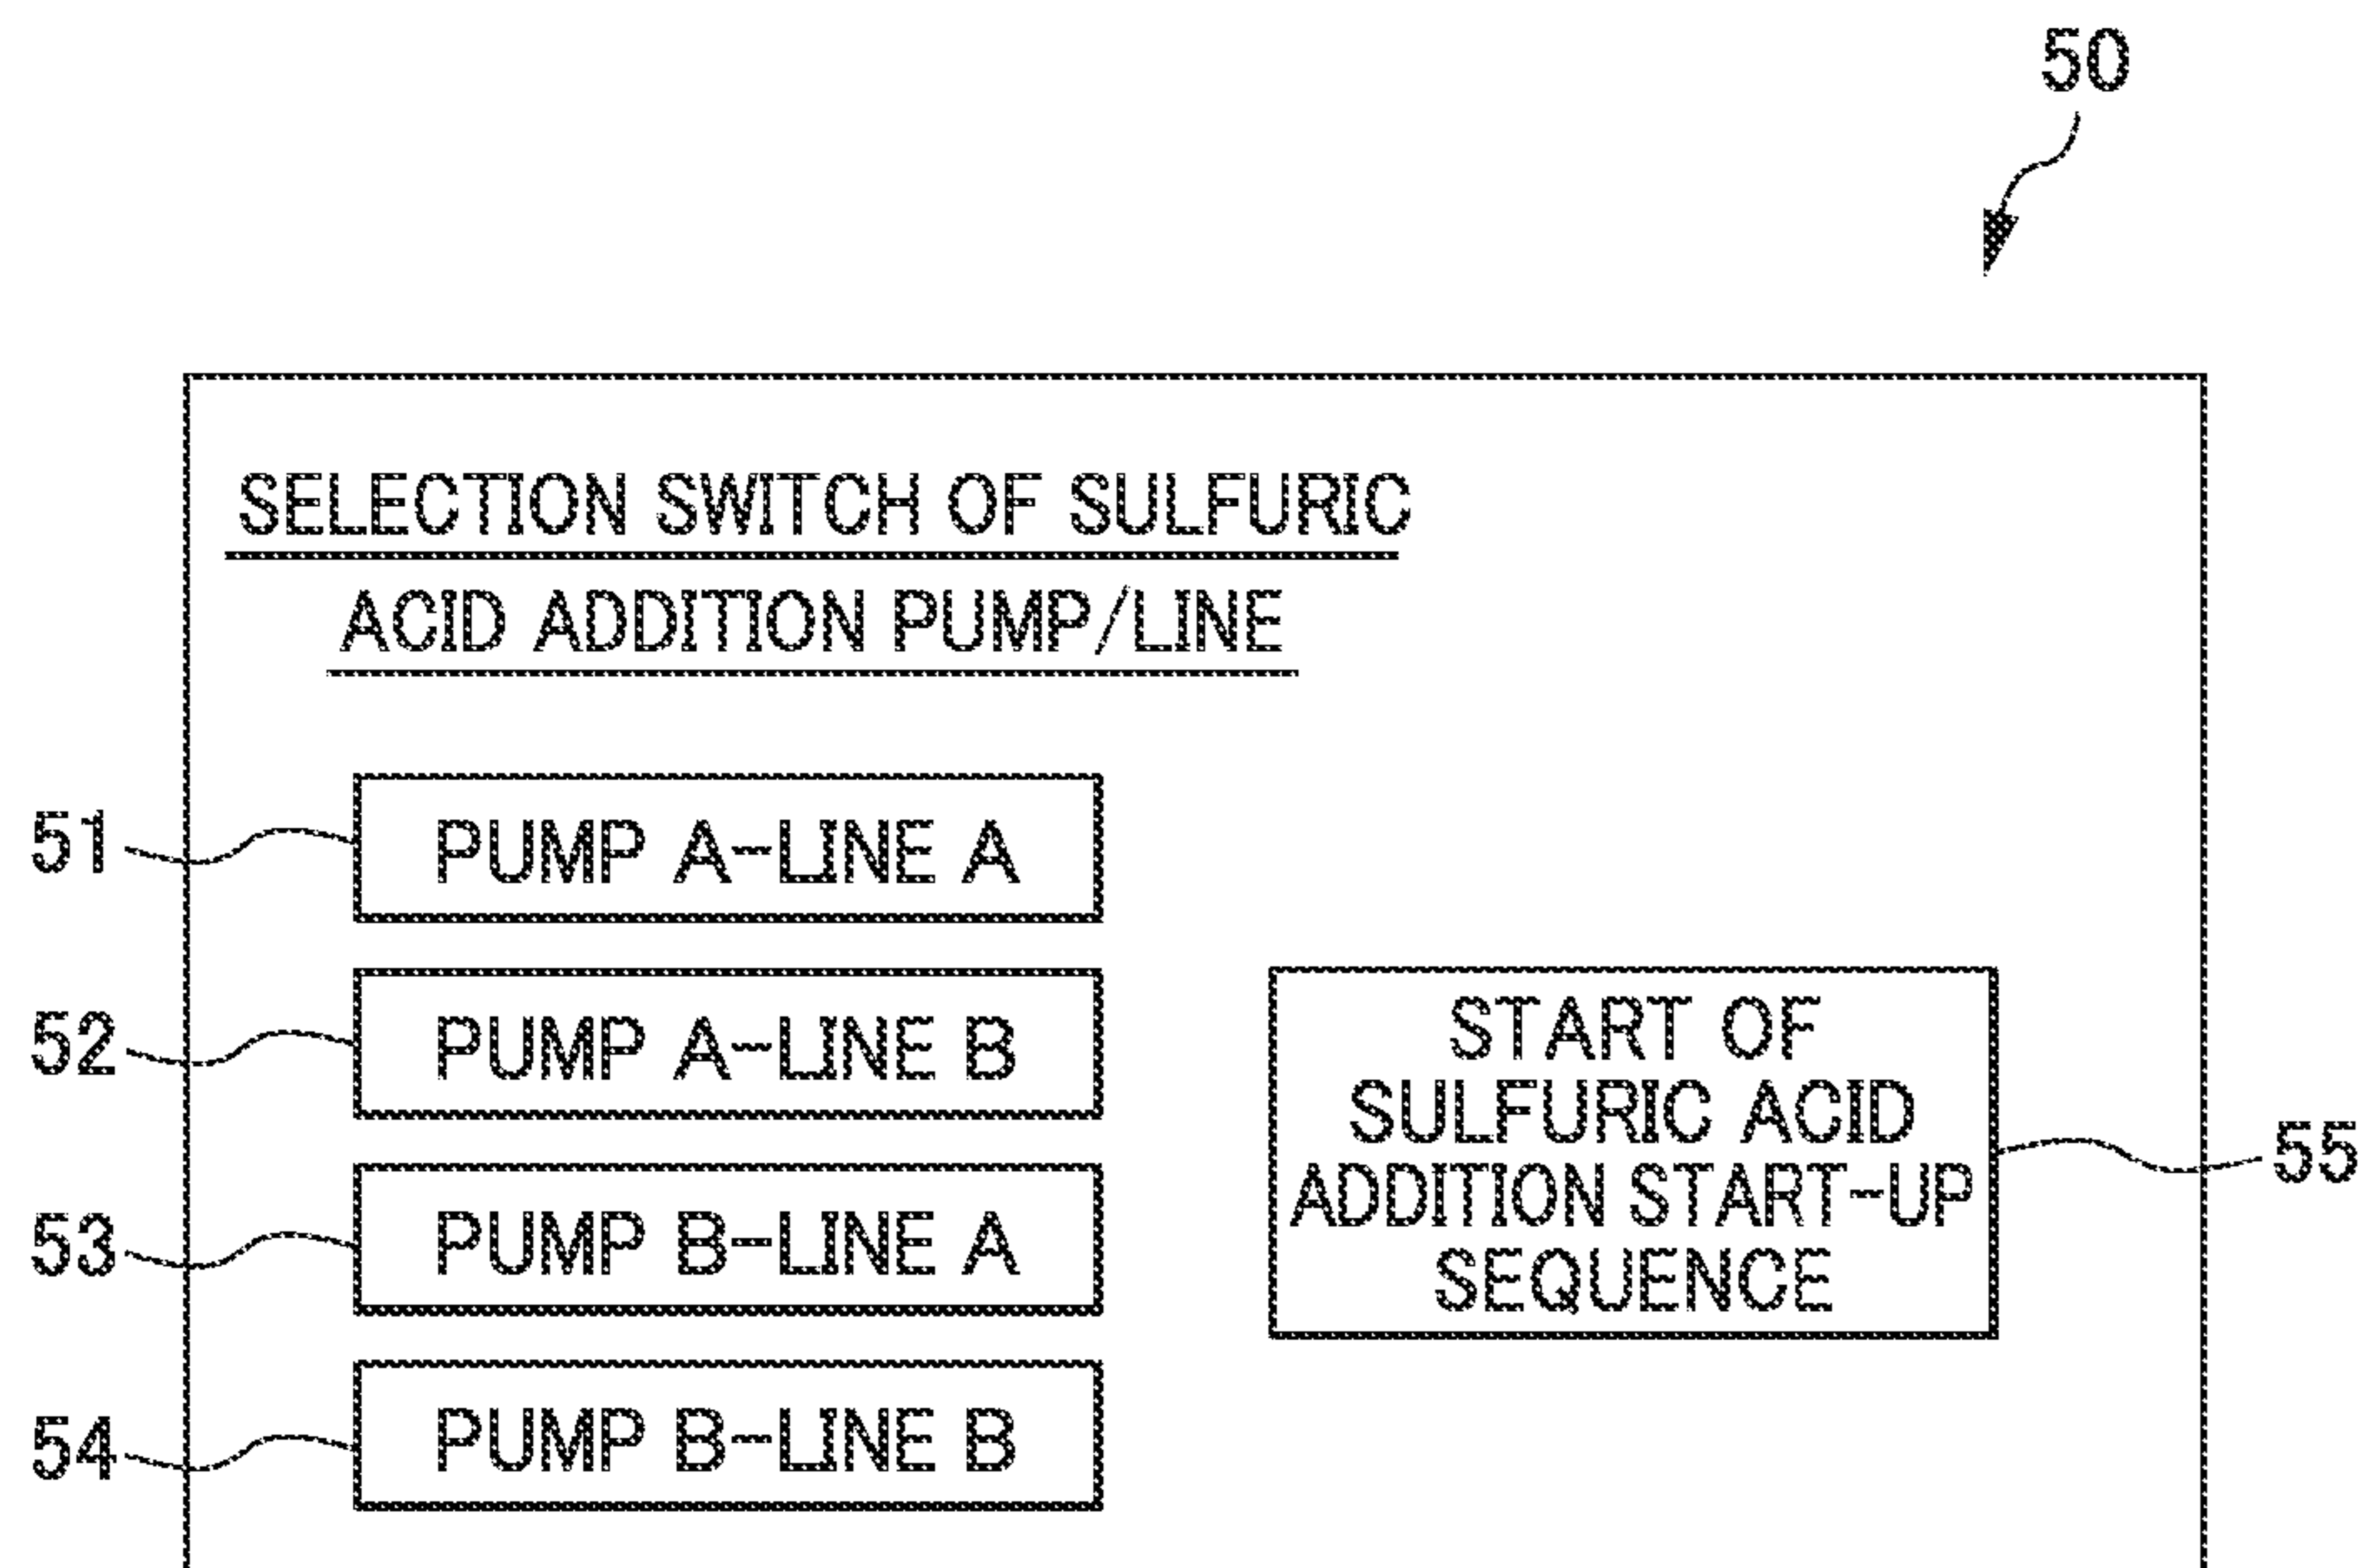 50
SELECTION SWITCH OF SULFURIC
ACID ADDITION PUMP/LINE
51
PUMP A-LINE A
52
PUMP A-LINE B
53
PUMP B-LINE A
54
PUMP B-LINE B
START OF
SULFURIC ACID
ADDITION START-UP
SEQUENCE
55